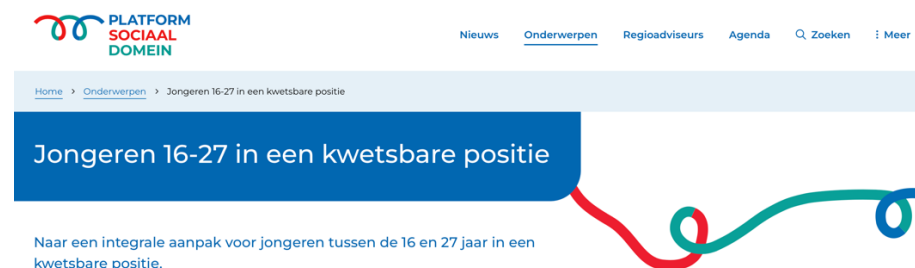 PLATFORM
SOCIAAL
DOMEIN
Nieuws Onderwerpen Regioadviseurs Agenda Zoeken Meer
Home > Onderwerpen > Jongeren 16-27 in een kwetsbare positie
Jongeren 16-27 in een kwetsbare positie
Naar een integrale aanpak voor jongeren tussen de 16 en 27 jaar in een
kwetsbare positie.